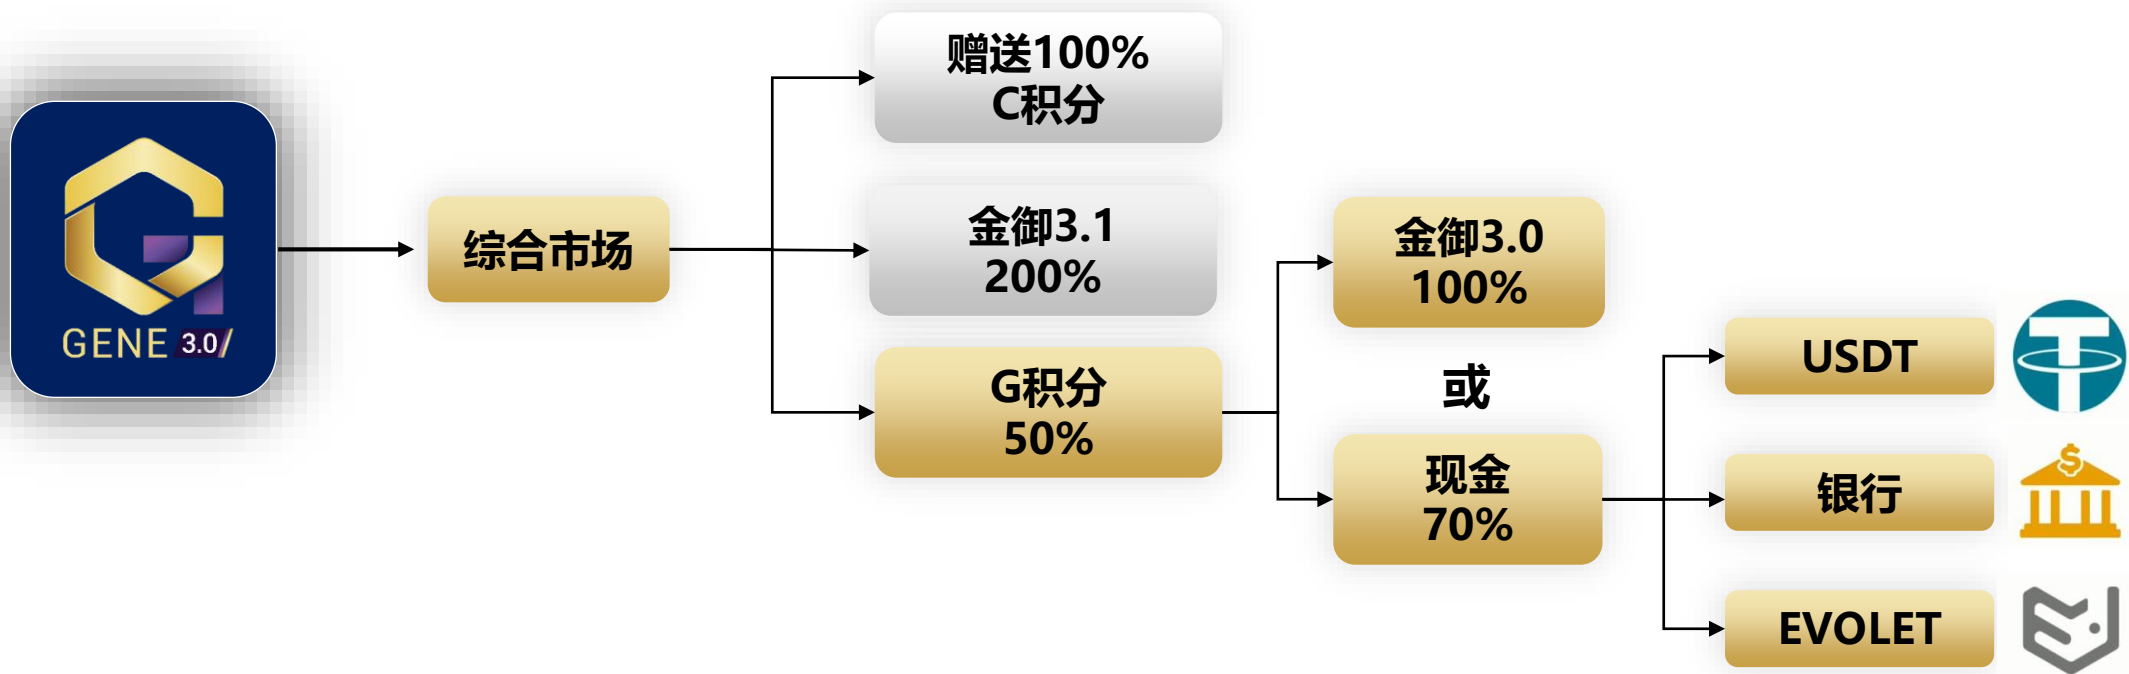 GENE 3.0/
综合市场
赠送100%
C积分
金御3.1
200%
G积分
50%
金御3.0
100%
或
现金
70%
USDT
银行
EVOLET